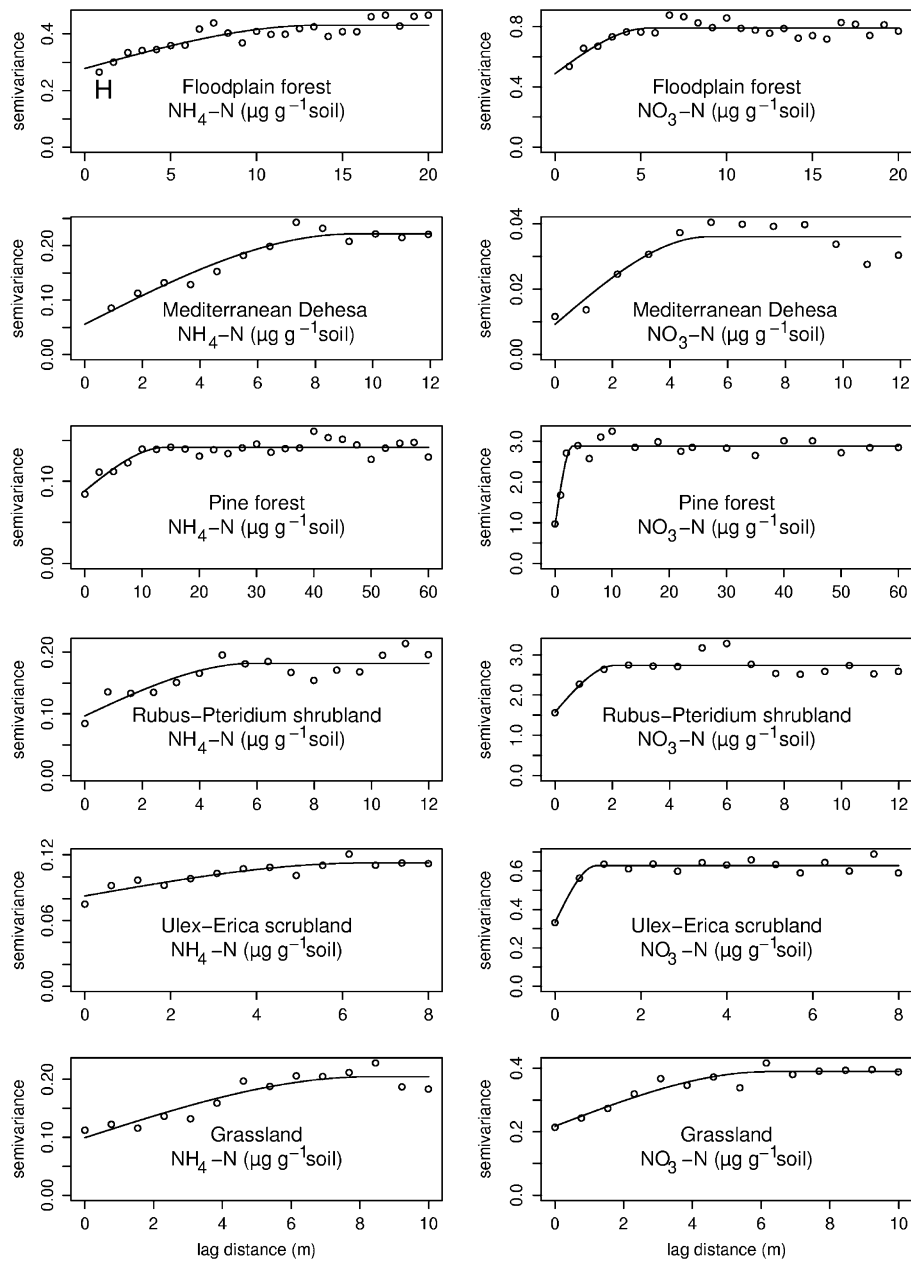 semivariance
0.0 0.2 0.4
H
Floodplain forest
NH4−N (µg g−1soil)
0 5 10 15 20
semivariance
0.0 0.4 0.8
Floodplain forest
NO3−N (µg g−1soil)
0 5 10 15 20
semivariance
0.00 0.10 0.20
Mediterranean Dehesa
NH4−N (µg g−1soil)
0 2 4 6 8 10 12
semivariance
0.00 0.02 0.04
Mediterranean Dehesa
NO3−N (µg g−1soil)
0 2 4 6 8 10 12
semivariance
0.00 0.10
Pine forest
NH4−N (µg g−1soil)
0 10 20 30 40 50 60
semivariance
0.0 1.0 2.0 3.0
Pine forest
NO3−N (µg g−1soil)
0 10 20 30 40 50 60
semivariance
0.00 0.10 0.20
Rubus−Pteridium shrubland
NH4−N (µg g−1soil)
0 2 4 6 8 10 12
semivariance
0.0 1.0 2.0 3.0
Rubus−Pteridium shrubland
NO3−N (µg g−1soil)
0 2 4 6 8 10 12
semivariance
0.00 0.06 0.12
Ulex−Erica scrubland
NH4−N (µg g−1soil)
0 2 4 6 8
semivariance
0.0 0.2 0.4 0.6
Ulex−Erica scrubland
NO3−N (µg g−1soil)
0 2 4 6 8
semivariance
0.00 0.10 0.20
Grassland
NH4−N (µg g−1soil)
0 2 4 6 8 10
lag distance (m)
semivariance
0.0 0.2 0.4
Grassland
NO3−N (µg g−1soil)
0 2 4 6 8 10
lag distance (m)